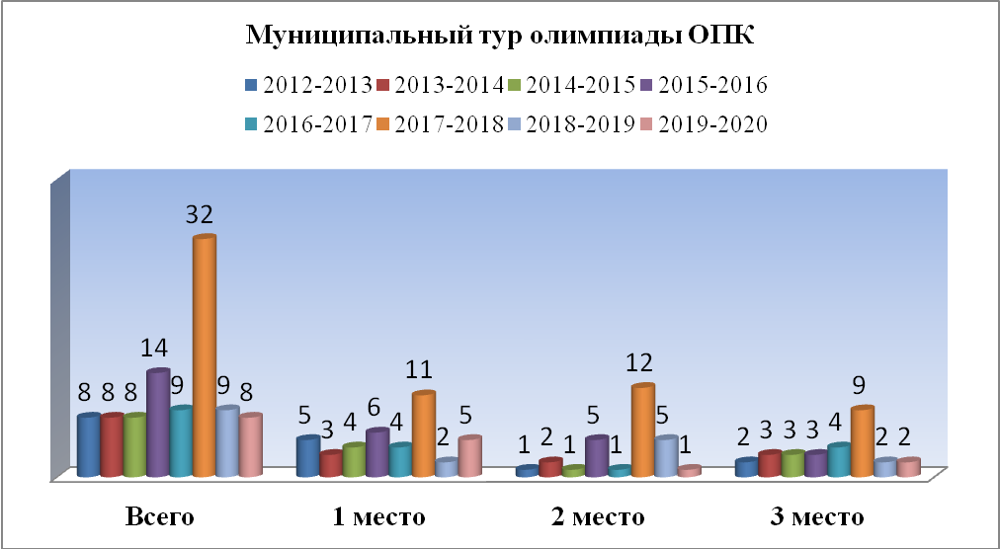 Муниципальный тур олимпиады ОПК
2012-2013 2013-2014 2014-2015 2015-2016
2016-2017 2017-2018 2018-2019 2019-2020
8 8 8 14 9 32 9 8
5 3 4 6 4 11 2 5
1 2 1 5 1 12 5 1
2 3 3 3 4 9 2 2
Всего 1 место 2 место 3 место